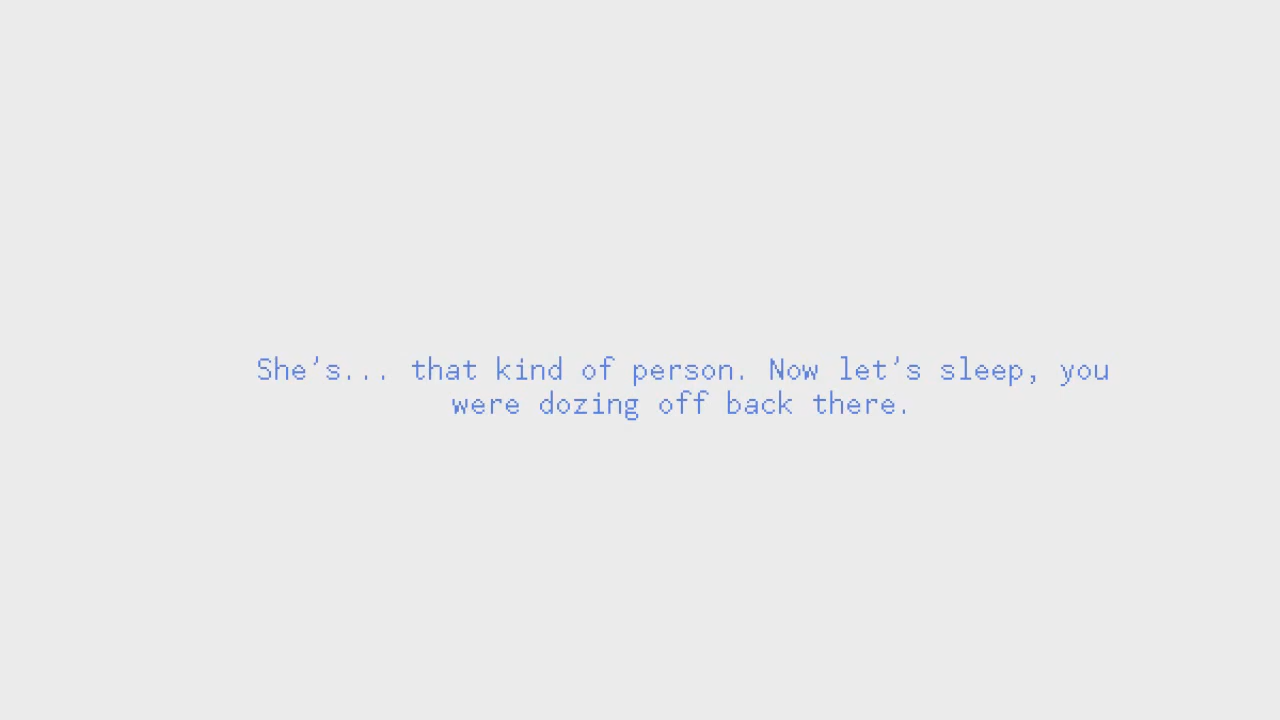 She's... that kind of person. Now let's sleep, you
were dozing off back there.